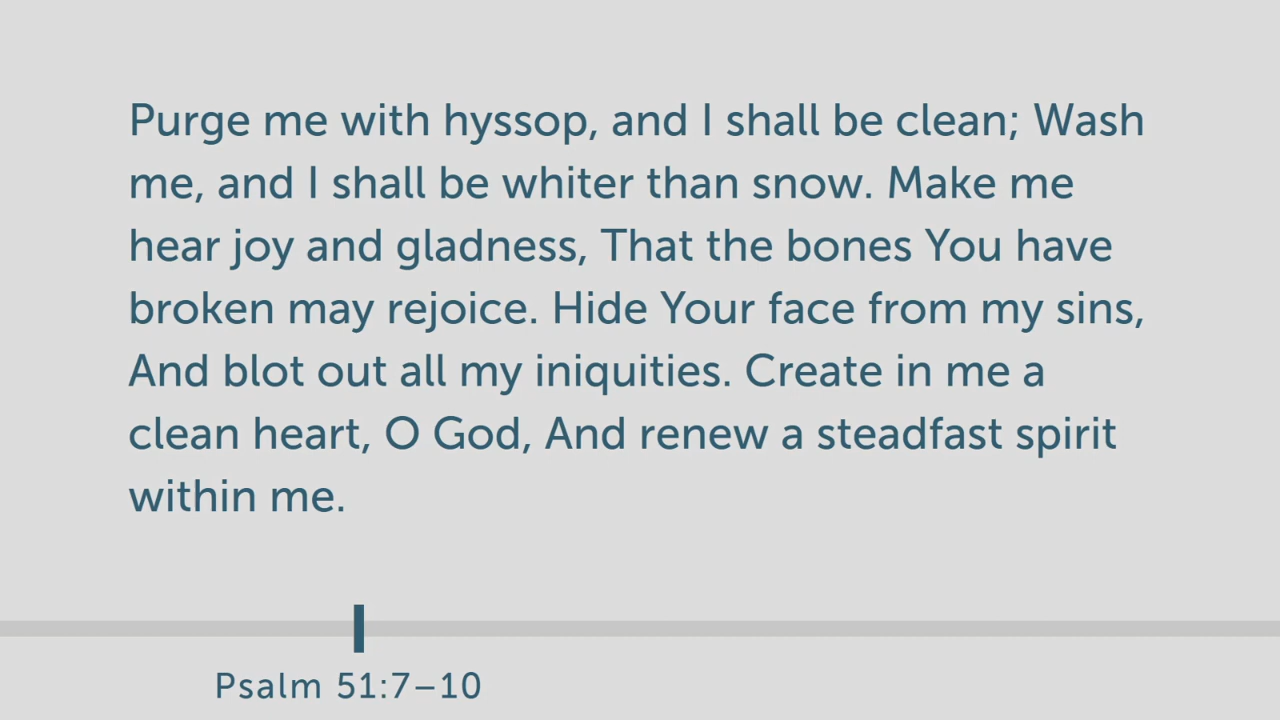 Purge me with hyssop, and I shall be clean; Wash
me, and I shall be whiter than snow. Make me
hear joy and gladness, That the bones You have
broken may rejoice. Hide Your face from my sins,
And blot out all my iniquities. Create in me a
clean heart, O God, And renew a steadfast spirit
within me.
Psalm 51:7–10